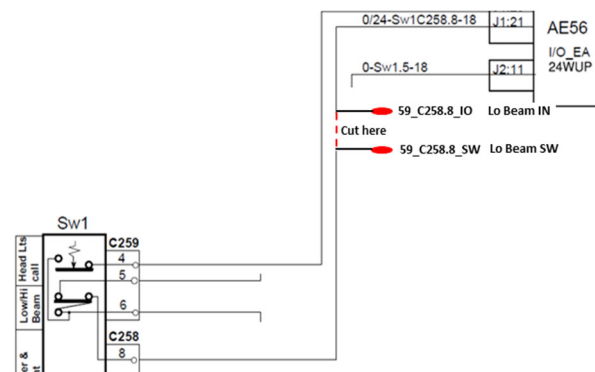 0/24-Sw1C258.8-18
J1:21
AE56
I/O_EA
24WUP
0-Sw1.5-18
J2:11
59_C258.8_IO Lo Beam IN
Cut here
59_C258.8_SW Lo Beam SW
Sw1
C259
Head Lts
call
4
5
Low/Hi
Beam
6
C258
8
er &